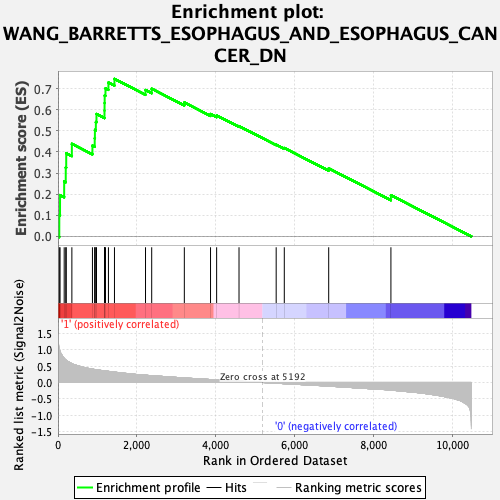 Enrichment plot:
WANG_BARRETTS_ESOPHAGUS_AND_ESOPHAGUS_CAN
CER_DN
Enrichment score (ES)
0.7
0.6
0.5
0.4
0.3
0.2
0.1
0.0
'1' (positively correlated)
Ranked list metric (Signal2Noise)
1.5
1.0
0.5
0.0
-0.5
-1.0
-1.5
Zero cross at 5192
'0' (negatively correlated)
0
2,000
4,000
6,000
8,000
10,000
Rank in Ordered Dataset
Enrichment profile
Hits
Ranking metric scores